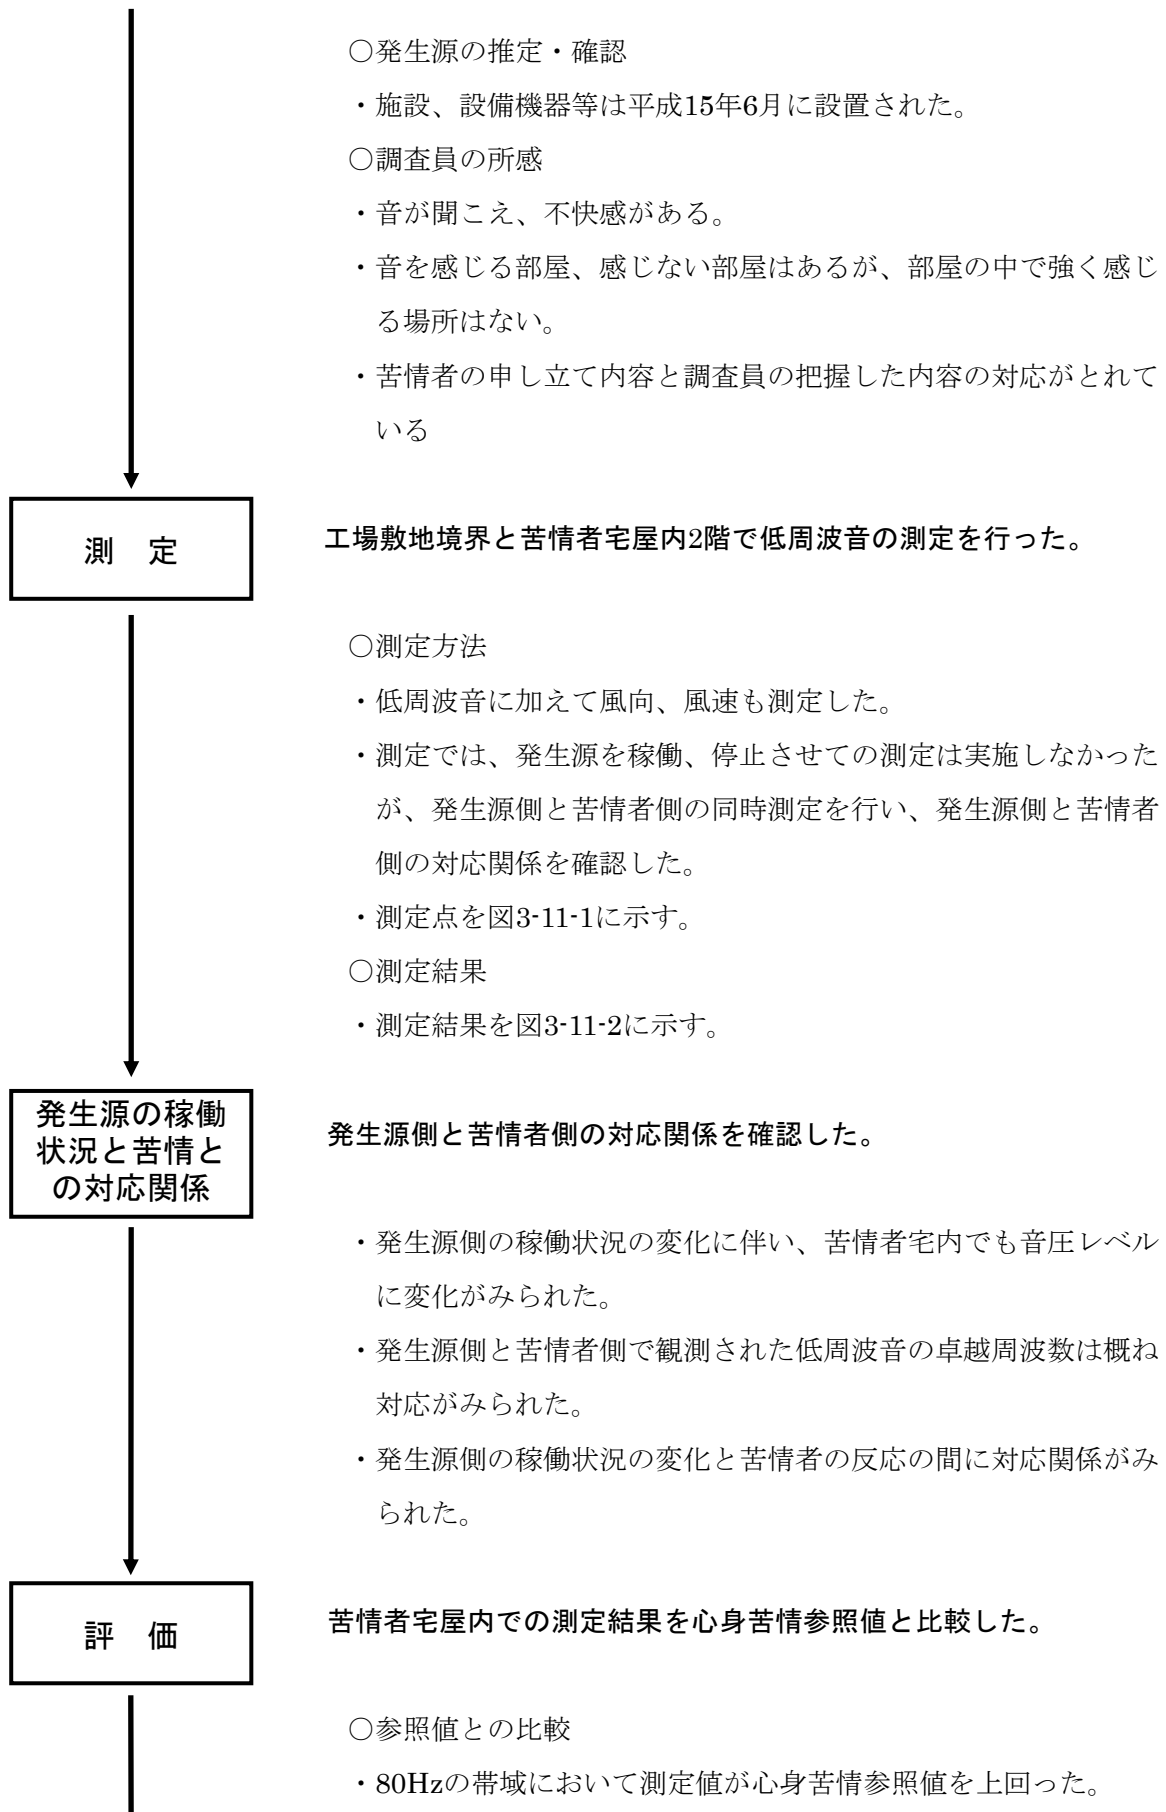 〇発生源の推定・確認
・施設、設備機器等は平成15年6月に設置された。
〇調査員の所感
・音が聞こえ、不快感がある。
・音を感じる部屋、感じない部屋はあるが、部屋の中で強く感じ
る場所はない。
・苦情者の申し立て内容と調査員の把握した内容の対応がとれて
いる
測 定
工場敷地境界と苦情者宅屋内2階で低周波音の測定を行った。
〇測定方法
・低周波音に加えて風向、風速も測定した。
・測定では、発生源を稼働、停止させての測定は実施しなかった
が、発生源側と苦情者側の同時測定を行い、発生源側と苦情者
側の対応関係を確認した。
・測定点を図3-11-1に示す。
〇測定結果
・測定結果を図3-11-2に示す。
発生源の稼働
状況と苦情と
の対応関係
発生源側と苦情者側の対応関係を確認した。
・発生源側の稼働状況の変化に伴い、苦情者宅内でも音圧レベル
に変化がみられた。
・発生源側と苦情者側で観測された低周波音の卓越周波数は概ね
対応がみられた。
・発生源側の稼働状況の変化と苦情者の反応の間に対応関係がみ
られた。
評 価
苦情者宅屋内での測定結果を心身苦情参照値と比較した。
〇参照値との比較
・80Hzの帯域において測定値が心身苦情参照値を上回った。